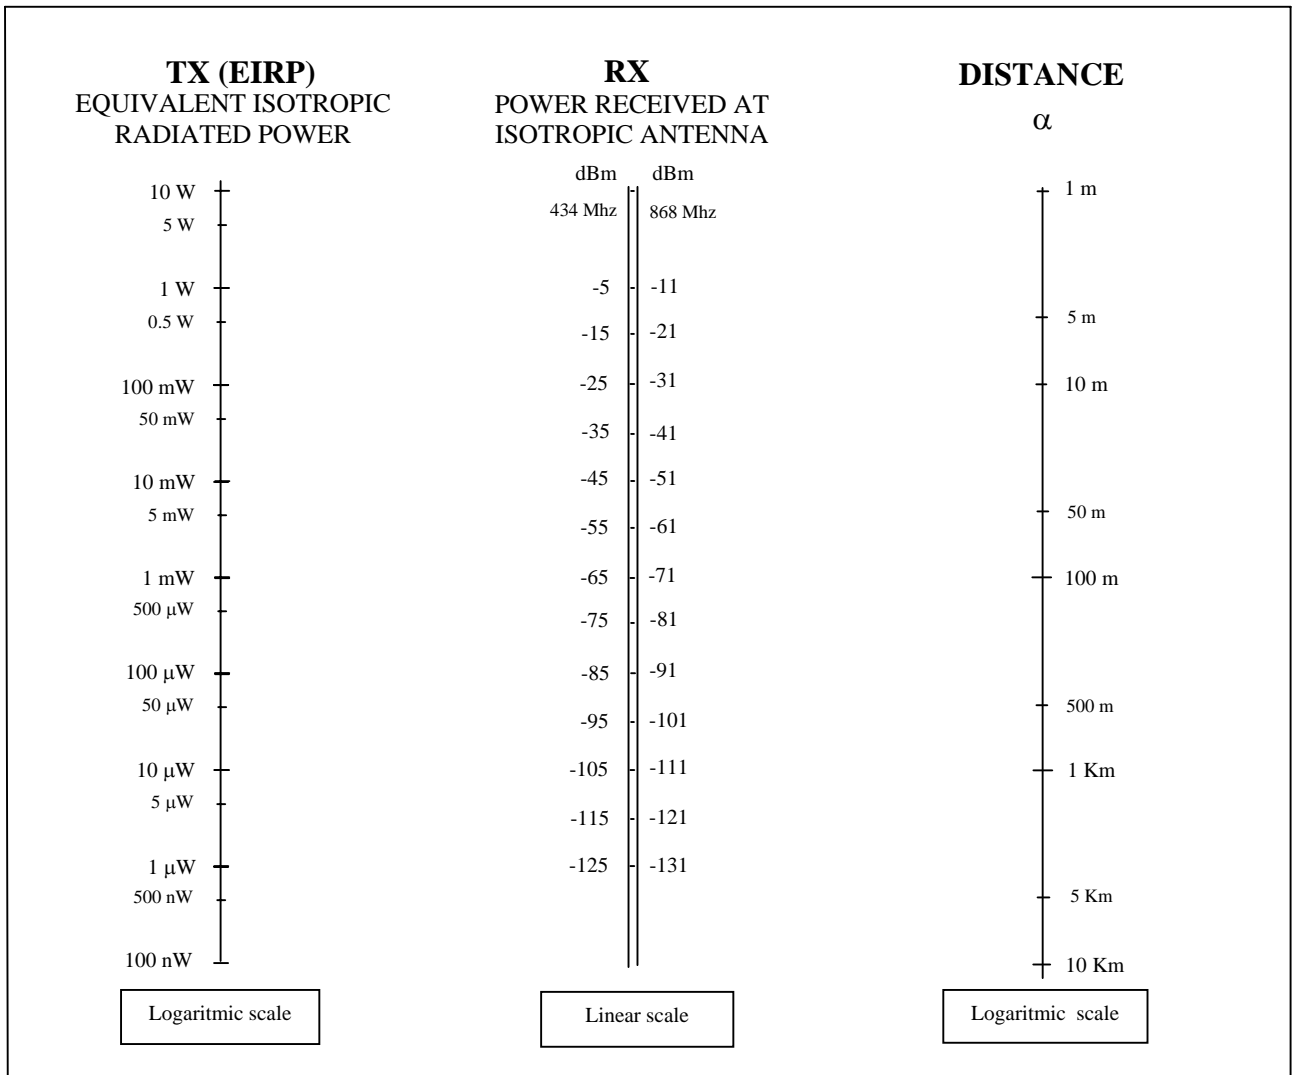 TX (EIRP)
EQUIVALENT ISOTROPIC
RADIATED POWER
10 W
5 W
1 W
0.5 W
100 mW
50 mW
10 mW
5 mW
1 mW
500 µW
100 µW
50 µW
10 µW
5 µW
1 µW
500 nW
100 nW
Logaritmic scale
RX
POWER RECEIVED AT
ISOTROPIC ANTENNA
dBm dBm
434 Mhz 868 Mhz
-5 -11
-15 -21
-25 -31
-35 -41
-45 -51
-55 -61
-65 -71
-75 -81
-85 -91
-95 -101
-105 -111
-115 -121
-125 -131
Linear scale
DISTANCE
α
1 m
5 m
10 m
50 m
100 m
500 m
1 Km
5 Km
10 Km
Logaritmic scale